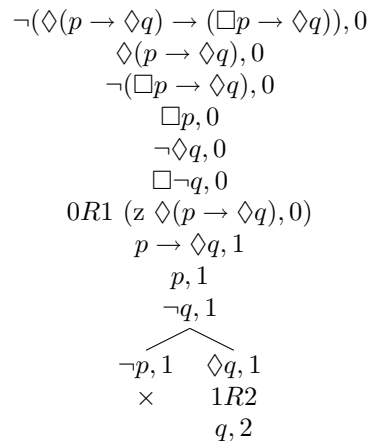 ¬(◊(p → ◊q) → (□p → ◊q)), 0
◊(p → ◊q), 0
¬(□p → ◊q), 0
□p, 0
¬◊q, 0
□¬q, 0
0R1 (z ◊(p → ◊q), 0)
p → ◊q, 1
p, 1
¬q, 1
¬p, 1 ◊q, 1
× 1R2
q, 2